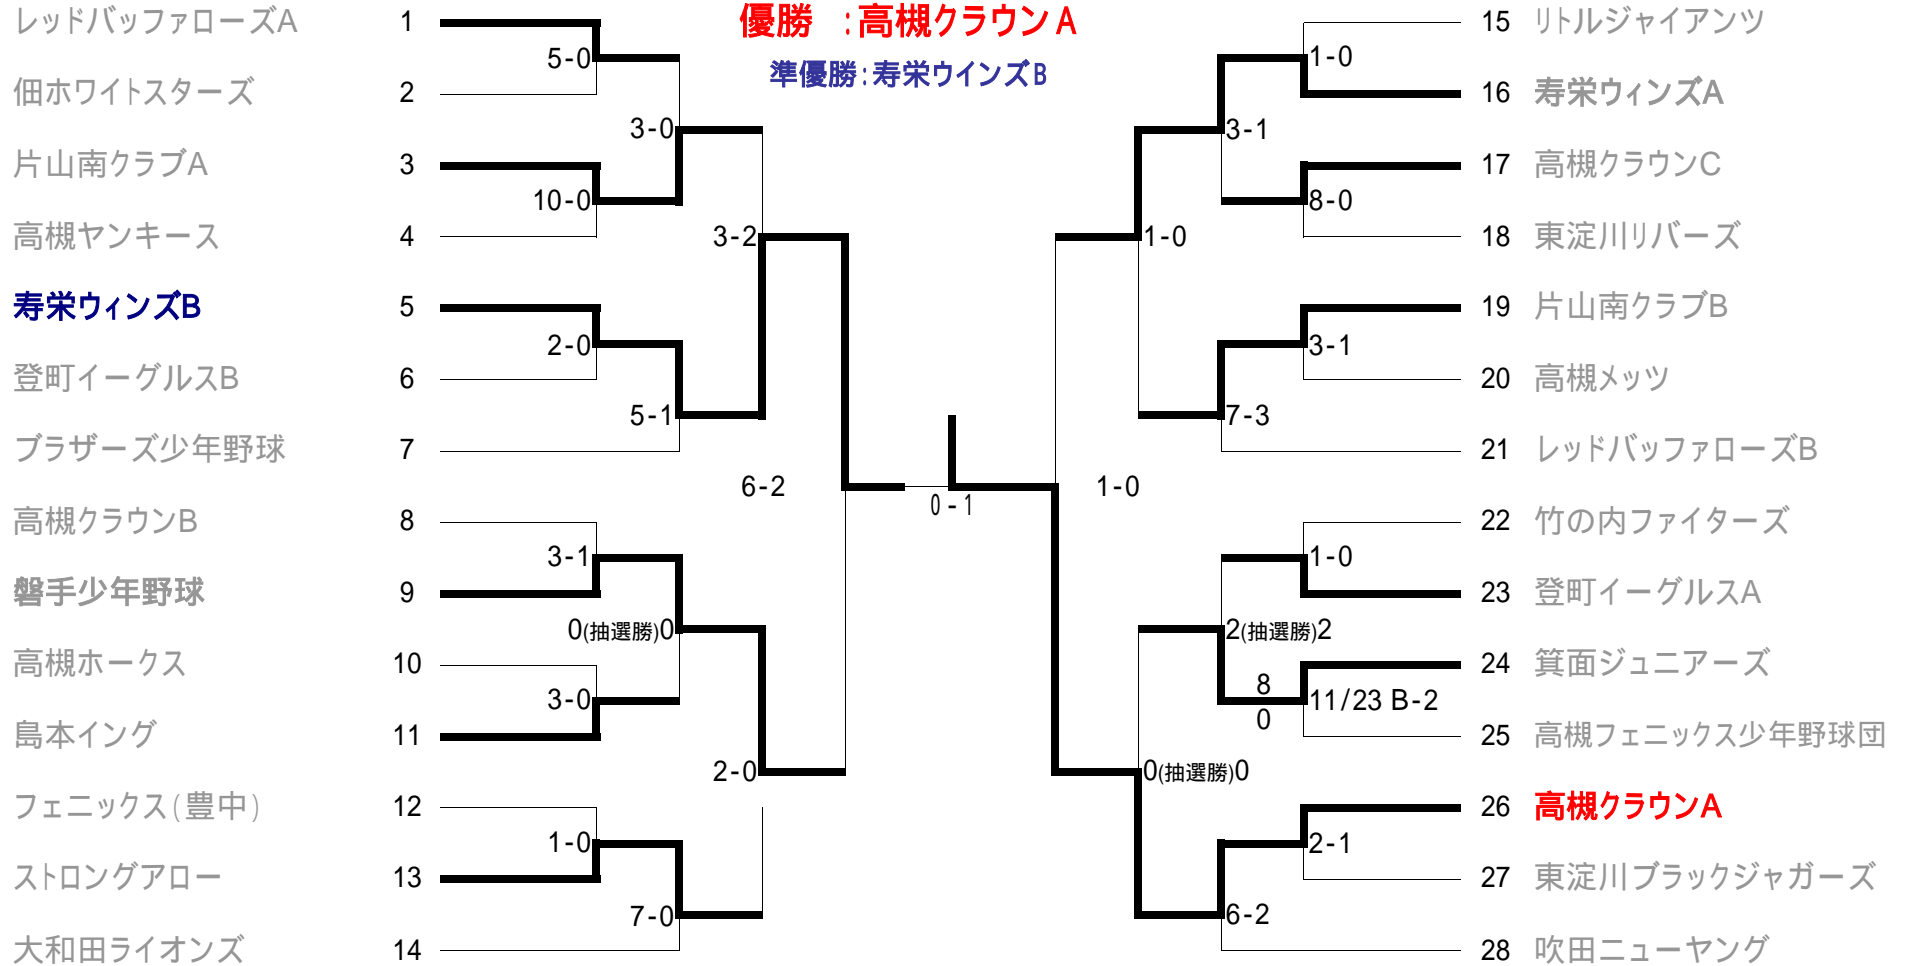 優勝 :高槻クラウンA
準優勝:寿栄ウインズB
レッドバッファローズA 1
5-0
佃ホワイトスターズ 2
3-0
片山南クラブA 3
10-0
高槻ヤンキース 4
3-2
寿栄ウィンズB 5
2-0
登町イーグルスB 6
5-1
ブラザーズ少年野球 7
6-2
高槻クラウンB 8
3-1
磐手少年野球 9
0(抽選勝)0
高槻ホークス 10
3-0
島本イング 11
2-0
フェニックス(豊中) 12
1-0
ストロングアロー 13
7-0
大和田ライオンズ 14
0-1
15 リトルジャイアンツ
1-0
16 寿栄ウィンズA
3-1
17 高槻クラウンC
8-0
18 東淀川リバーズ
1-0
19 片山南クラブB
3-1
20 高槻メッツ
7-3
21 レッドバッファローズB
1-0
22 竹の内ファイターズ
1-0
23 登町イーグルスA
2(抽選勝)2
24 箕面ジュニアーズ
8
11/23 B-2
0
25 高槻フェニックス少年野球団
0(抽選勝)0
26 高槻クラウンA
2-1
27 東淀川ブラックジャガーズ
6-2
28 吹田ニューヤング